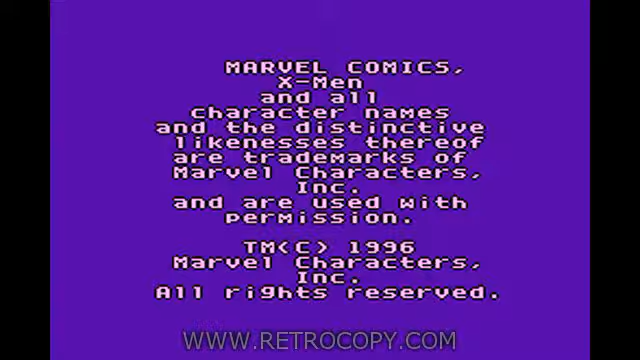 MARVEL COMICS,
X-Men
and all
character names
and the distinctive
likenesses thereof
are trademarks of
Marvel Characters,
Inc.
and are used with
permission.
TM(C) 1996
Marvel Characters,
Inc.
All rights reserved.
WWW.RETROCOPY.COM